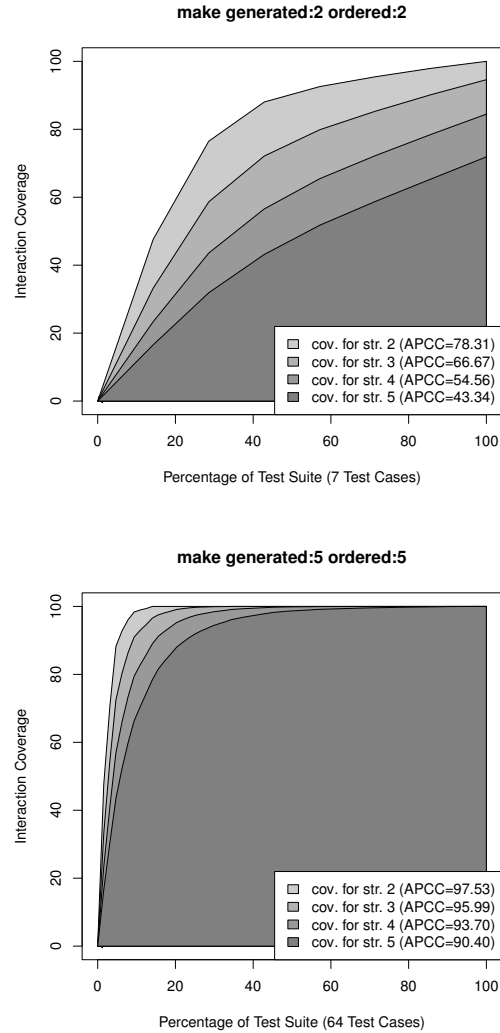 make generated:2 ordered:2
100
80
60
40
20
0
Interaction Coverage
cov. for str. 2 (APCC=78.31)
cov. for str. 3 (APCC=66.67)
cov. for str. 4 (APCC=54.56)
cov. for str. 5 (APCC=43.34)
0 20 40 60 80 100
Percentage of Test Suite (7 Test Cases)
make generated:5 ordered:5
100
80
60
40
20
0
Interaction Coverage
cov. for str. 2 (APCC=97.53)
cov. for str. 3 (APCC=95.99)
cov. for str. 4 (APCC=93.70)
cov. for str. 5 (APCC=90.40)
0 20 40 60 80 100
Percentage of Test Suite (64 Test Cases)